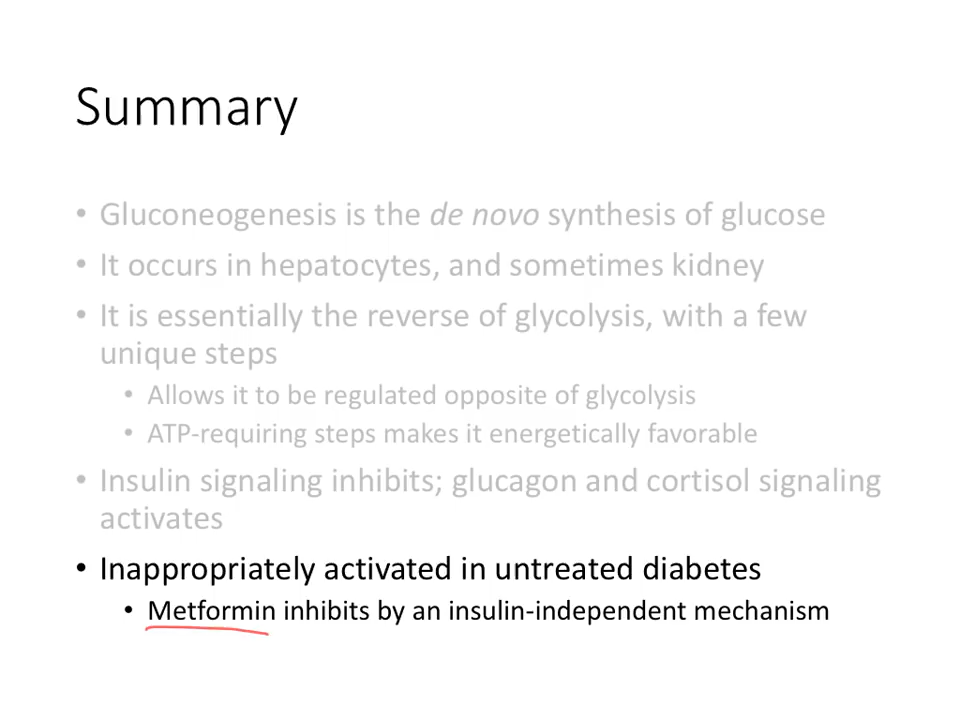 Summary
• Gluconeogenesis is the de novo synthesis of glucose
• It occurs in hepatocytes, and sometimes kidney
• It is essentially the reverse of glycolysis, with a few
unique steps
• Allows it to be regulated opposite of glycolysis
• ATP-requiring steps makes it energetically favorable
• Insulin signaling inhibits; glucagon and cortisol signaling
activates
• Inappropriately activated in untreated diabetes
• Metformin inhibits by an insulin-independent mechanism